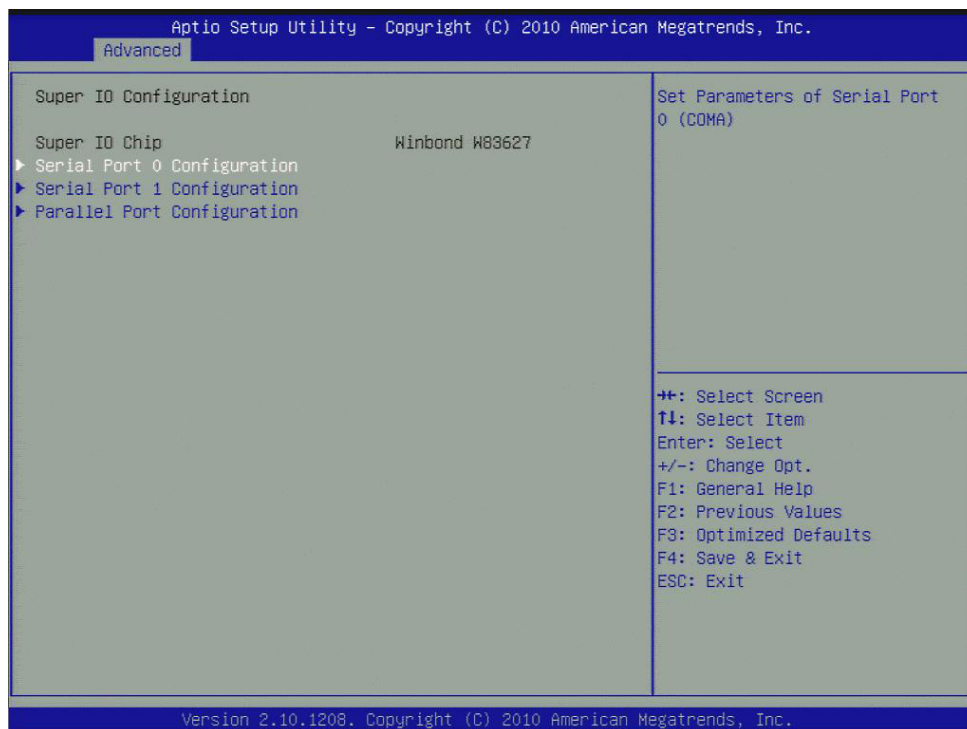 Aptio Setup Utility – Copyright (C) 2010 American Megatrends, Inc.
Advanced
Super IO Configuration
Super IO Chip Winbond W83627
► Serial Port 0 Configuration
► Serial Port 1 Configuration
► Parallel Port Configuration
Set Parameters of Serial Port
0 (COMA)
→←: Select Screen
↑↓: Select Item
Enter: Select
+/-: Change Opt.
F1: General Help
F2: Previous Values
F3: Optimized Defaults
F4: Save & Exit
ESC: Exit
Version 2.10.1208. Copyright (C) 2010 American Megatrends, Inc.